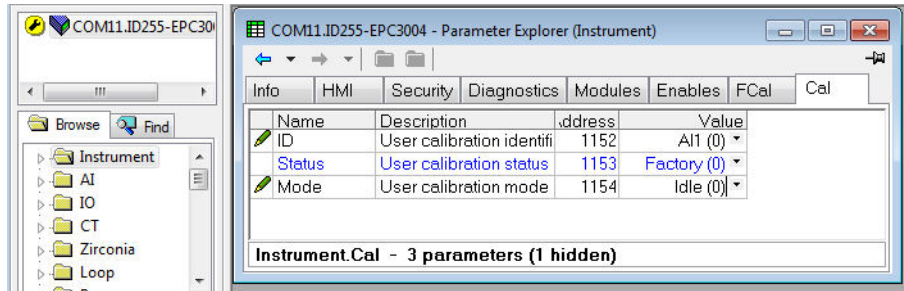 COM11.ID255-EPC30
COM11.ID255-EPC3004 - Parameter Explorer (Instrument)
Browse Find
Instrument
AI
IO
CT
Zirconia
Loop
Info HMI Security Diagnostics Modules Enables FCal Cal
Name Description Address Value
ID User calibration identifi 1152 AI1 (0)
Status User calibration status 1153 Factory (0)
Mode User calibration mode 1154 Idle (0)
Instrument.Cal - 3 parameters (1 hidden)